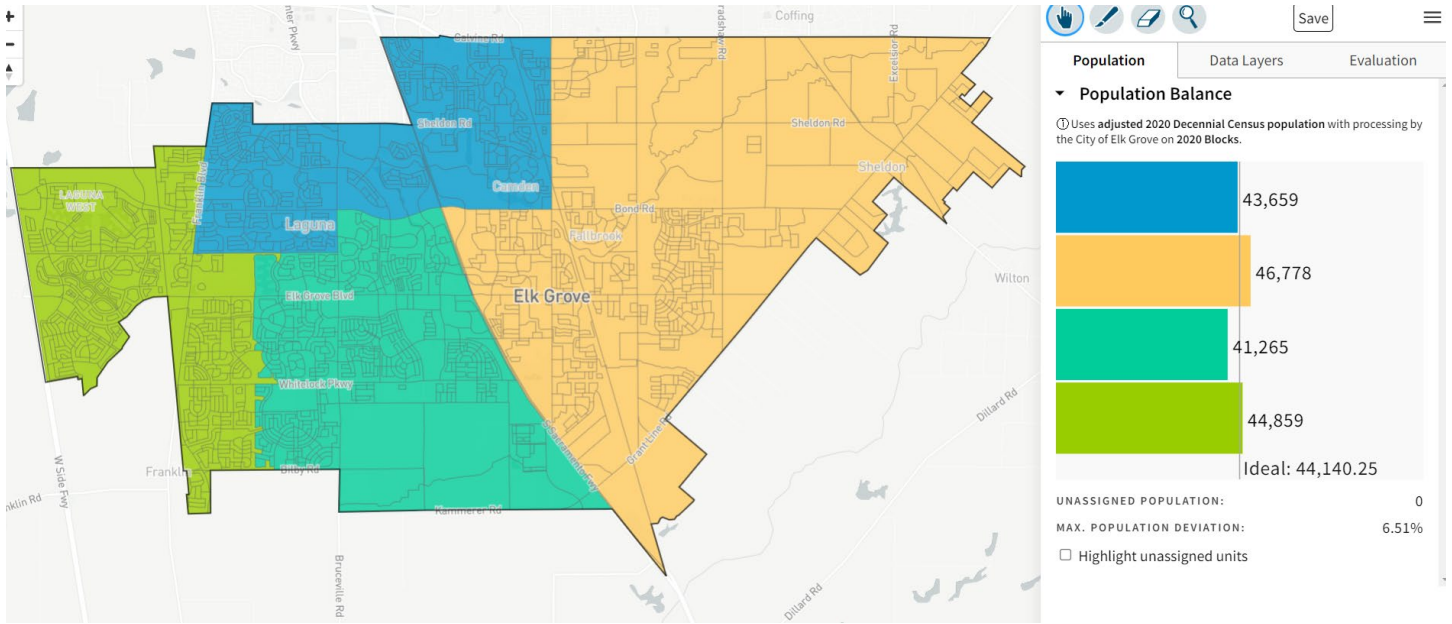 Coffing
Calvine Rd
Excelsior Rd
Sheldon Rd
Sheldon Rd
Sheldon
LAGUNA
WEST
Franklin Blvd
Camden
Bond Rd
Laguna
Fallbrook
Wilton
Elk Grove Blvd
Elk Grove
Whitelock Pkwy
Dillard Rd
Grant Line Rd
W Side Fwy
Bilby Rd
Kammerer Rd
Bruceville Rd
Dillard Rd
Save
Population
Data Layers
Evaluation
Population Balance
Uses adjusted 2020 Decennial Census population with processing by
the City of Elk Grove on 2020 Blocks.
43,659
46,778
41,265
44,859
Ideal: 44,140.25
UNASSIGNED POPULATION: 0
MAX. POPULATION DEVIATION: 6.51%
Highlight unassigned units